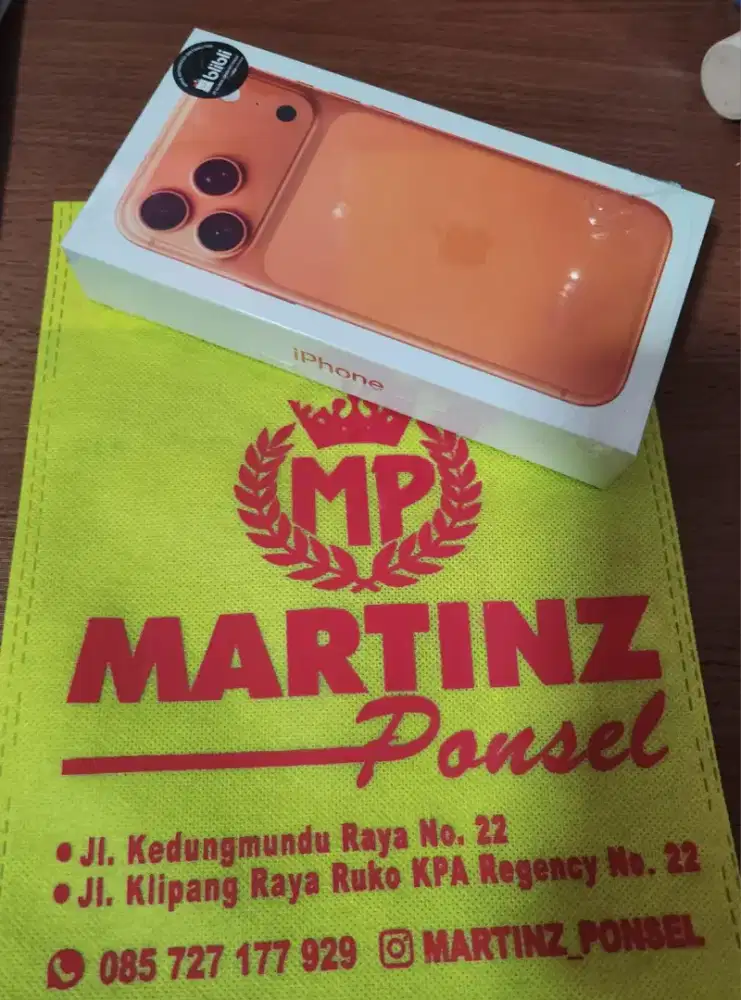 blibli
iPhone
MP
MARTINZ
Ponsel
• Jl. Kedungmundu Raya No. 22
• Jl. Klipang Raya Ruko KPA Regency No. 22
085 727 177 929 MARTINZ_PONSEL